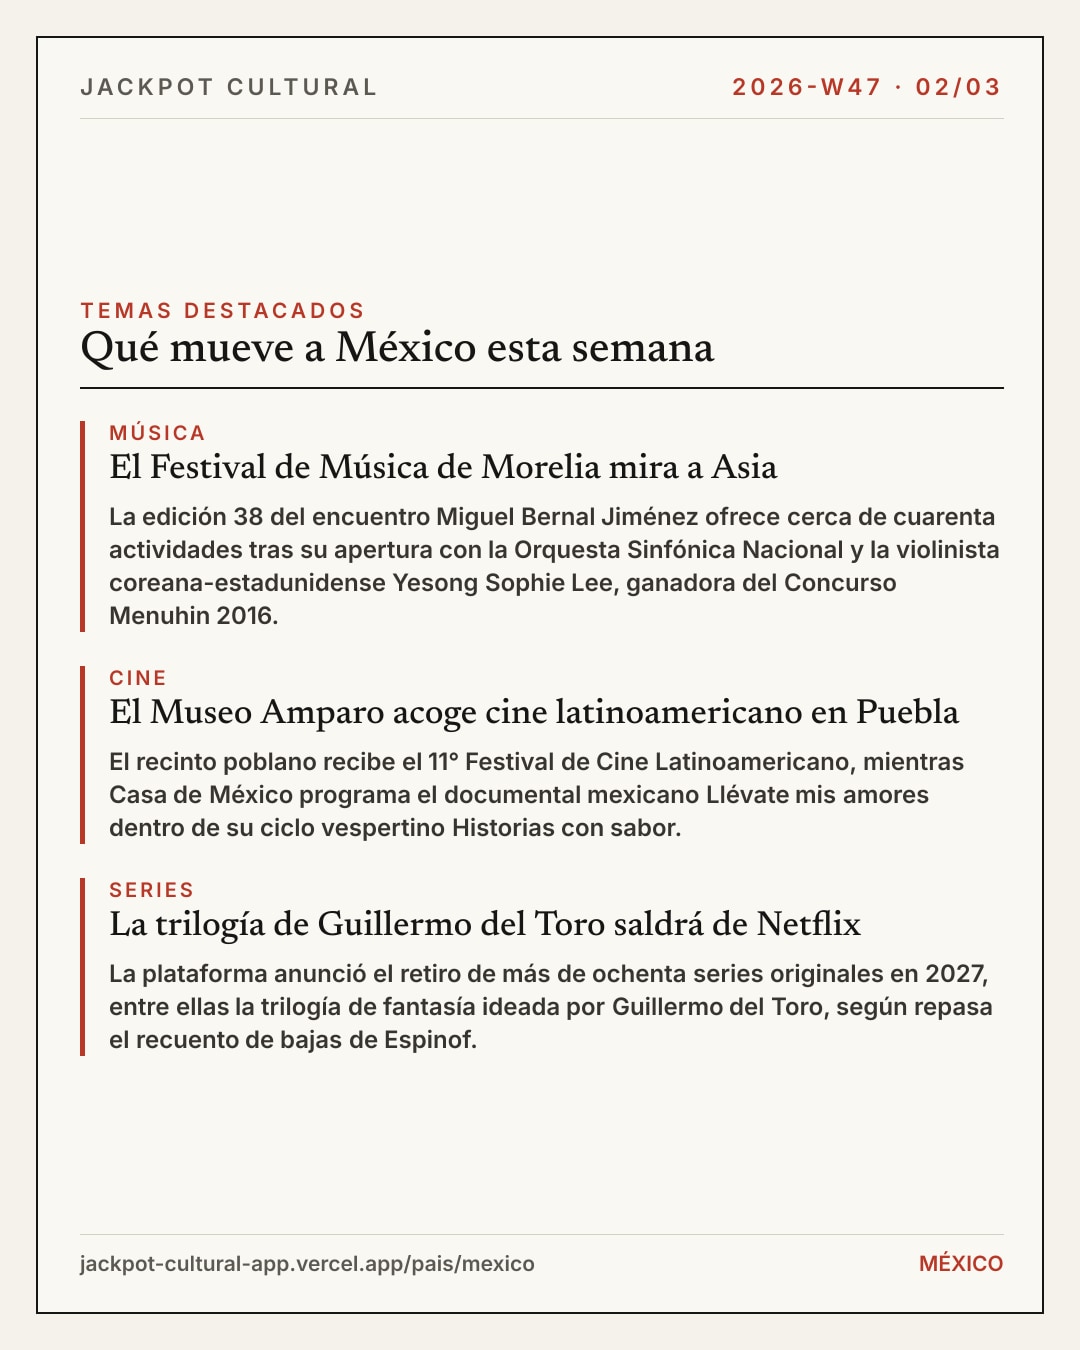 JACKPOT CULTURAL
2026-W47 · 02/03
TEMAS DESTACADOS
Qué mueve a México esta semana
MÚSICA
El Festival de Música de Morelia mira a Asia
La edición 38 del encuentro Miguel Bernal Jiménez ofrece cerca de cuarenta
actividades tras su apertura con la Orquesta Sinfónica Nacional y la violinista
coreana-estadunidense Yesong Sophie Lee, ganadora del Concurso
Menuhin 2016.
CINE
El Museo Amparo acoge cine latinoamericano en Puebla
El recinto poblano recibe el 11° Festival de Cine Latinoamericano, mientras
Casa de México programa el documental mexicano Llévate mis amores
dentro de su ciclo vespertino Historias con sabor.
SERIES
La trilogía de Guillermo del Toro saldrá de Netflix
La plataforma anunció el retiro de más de ochenta series originales en 2027,
entre ellas la trilogía de fantasía ideada por Guillermo del Toro, según repasa
el recuento de bajas de Espinof.
jackpot-cultural-app.vercel.app/pais/mexico
MÉXICO